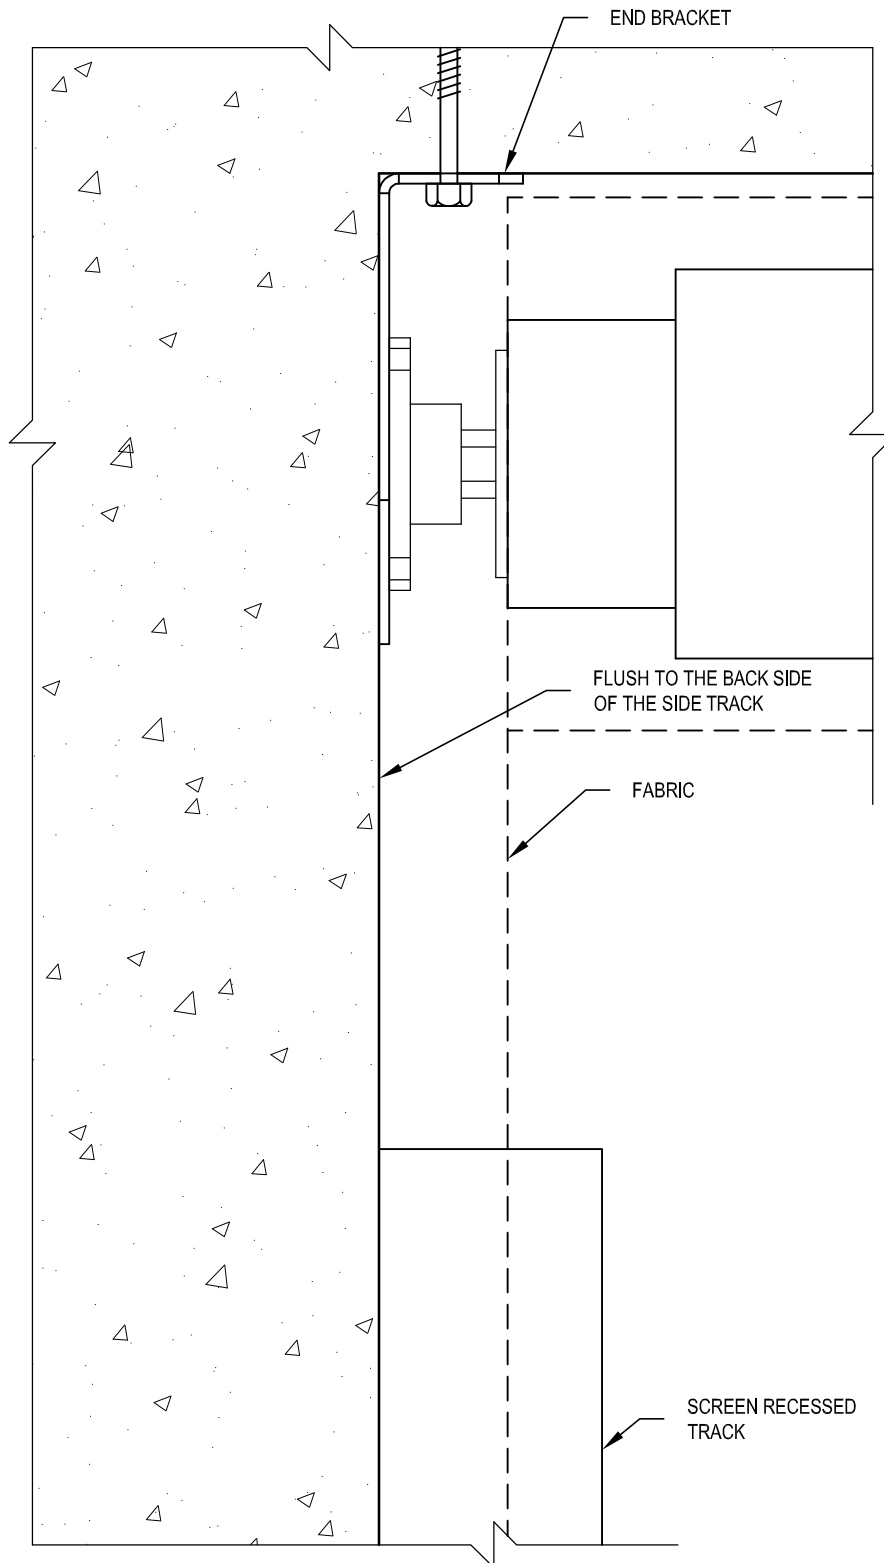 END BRACKET
FLUSH TO THE BACK SIDE
OF THE SIDE TRACK
FABRIC
SCREEN RECESSED
TRACK